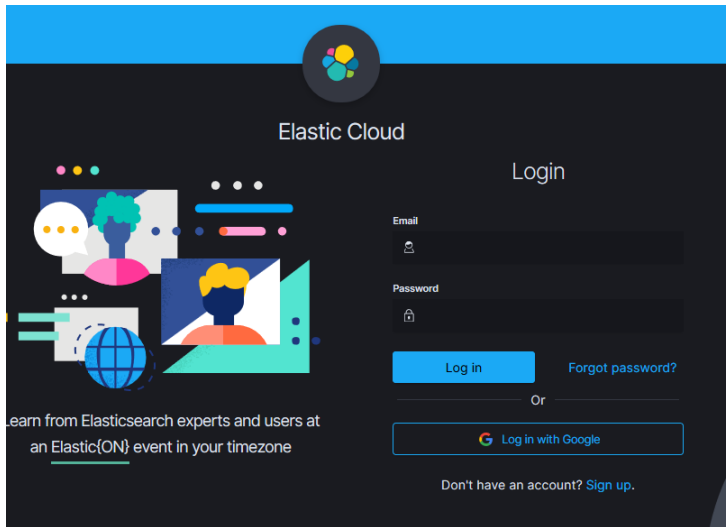 Elastic Cloud
Login
Email
Password
Log in
Forgot password?
Or
Log in with Google
Don't have an account? Sign up.
Learn from Elasticsearch experts and users at
an Elastic{ON} event in your timezone